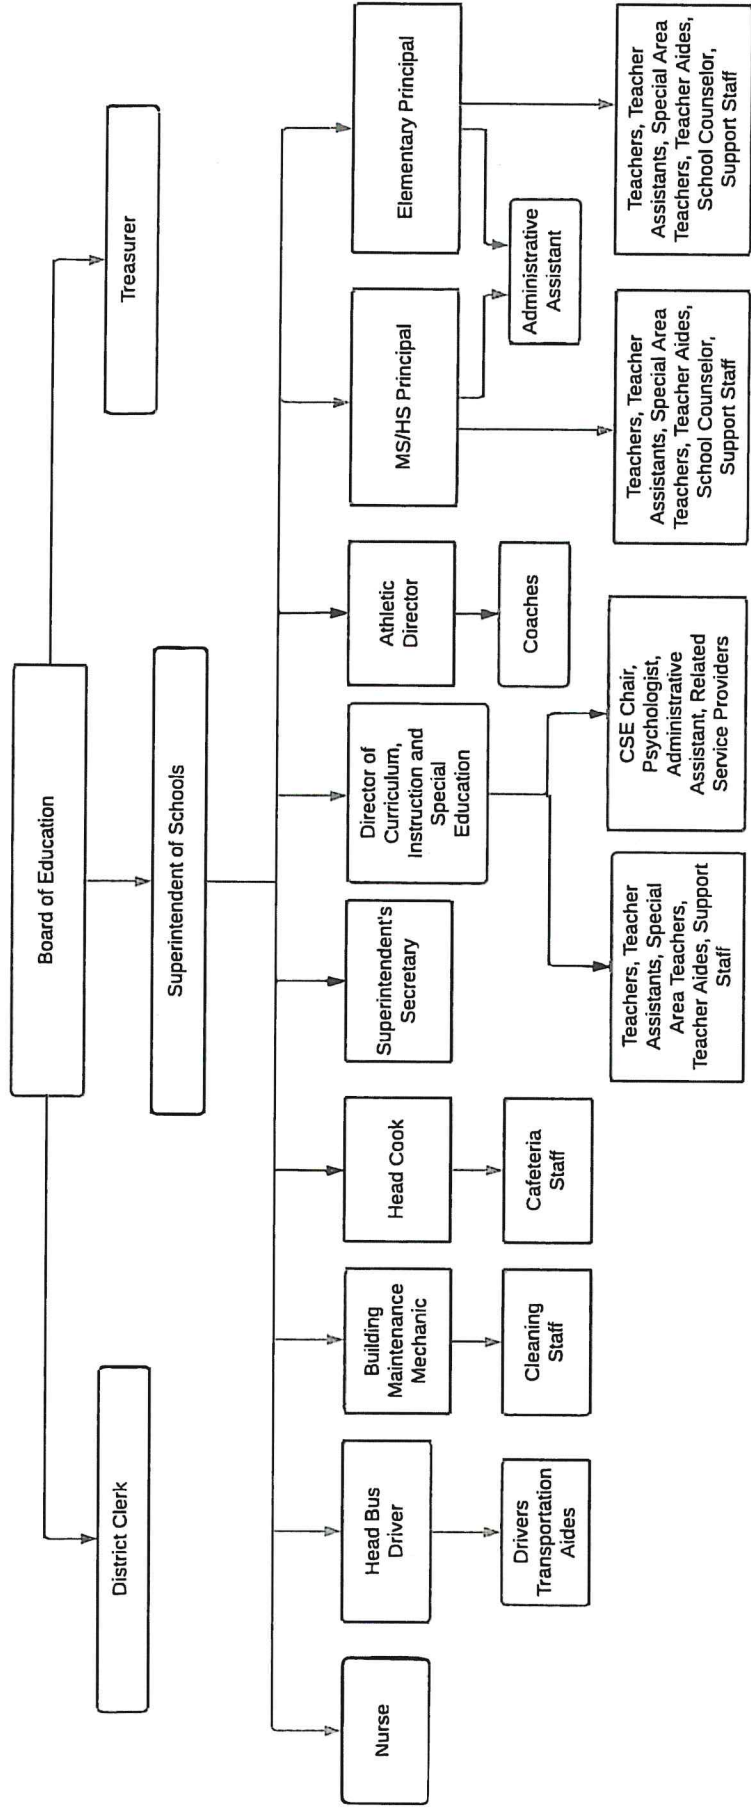 Board of Education
District Clerk
Treasurer
Superintendent of Schools
Nurse
Head Bus
Driver
Building
Maintenance
Mechanic
Head Cook
Superintendent's
Secretary
Director of
Curriculum,
Instruction and
Special
Education
Athletic
Director
MS/HS Principal
Elementary Principal
Drivers
Transportation
Aides
Cleaning
Staff
Cafeteria
Staff
Coaches
Administrative
Assistant
Teachers, Teacher
Assistants, Special
Area Teachers,
Teacher Aides, Support
Staff
CSE Chair,
Psychologist,
Administrative
Assistant, Related
Service Providers
Teachers, Teacher
Assistants, Special Area
Teachers, Teacher Aides,
School Counselor,
Support Staff
Teachers, Teacher
Assistants, Special Area
Teachers, Teacher Aides,
School Counselor,
Support Staff